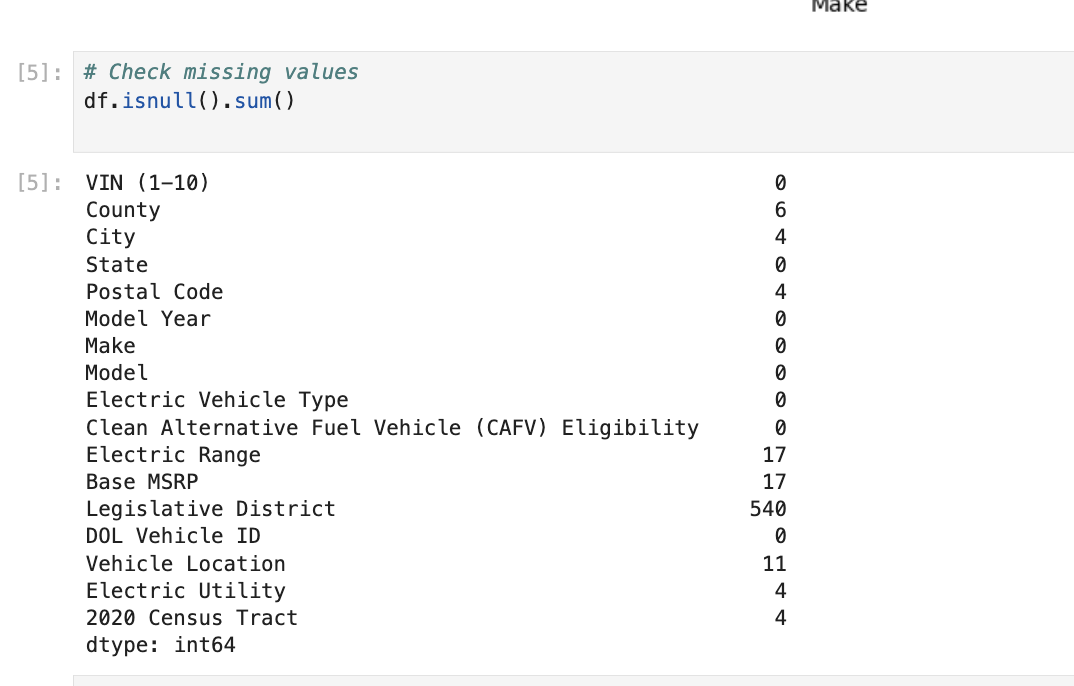 Make
[5]: # Check missing values
df.isnull().sum()
[5]: VIN (1-10) 0
County 6
City 4
State 0
Postal Code 4
Model Year 0
Make 0
Model 0
Electric Vehicle Type 0
Clean Alternative Fuel Vehicle (CAFV) Eligibility 0
Electric Range 17
Base MSRP 17
Legislative District 540
DOL Vehicle ID 0
Vehicle Location 11
Electric Utility 4
2020 Census Tract 4
dtype: int64